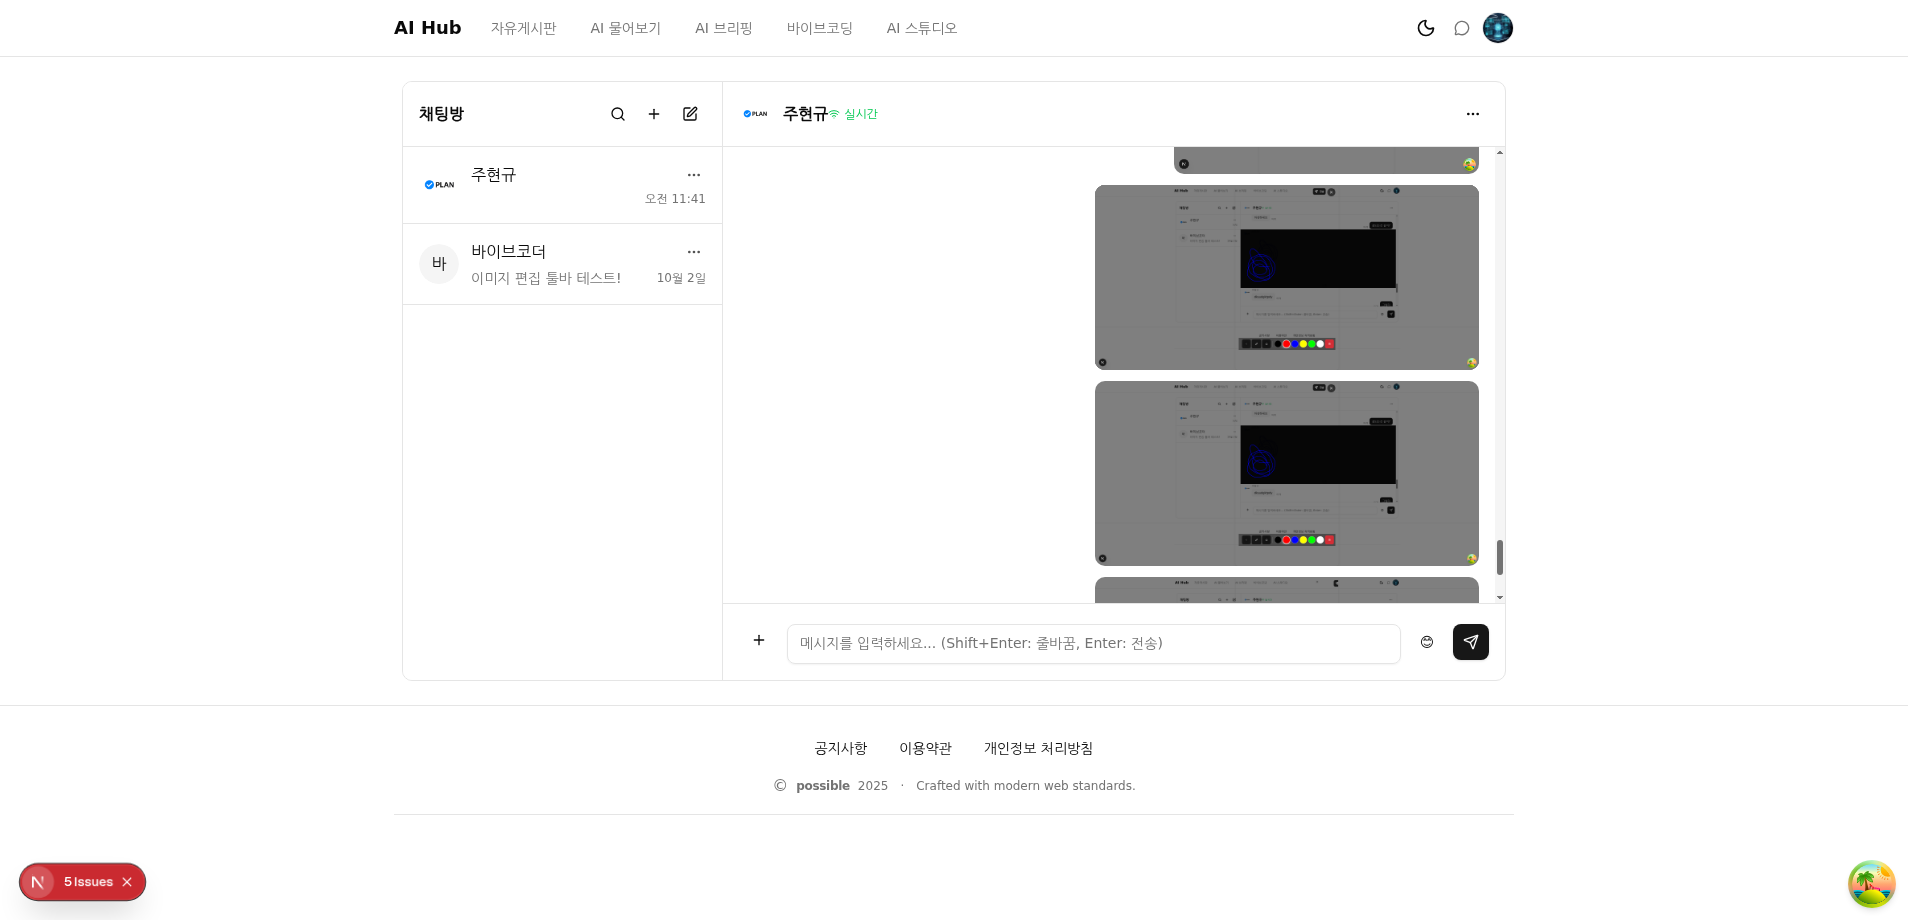 AI Hub 자유게시판 AI 물어보기 AI 브리핑 바이브코딩 AI 스튜디오
채팅방
PLAN 주현규
오전 11:41
바 바이브코더
이미지 편집 툴바 테스트! 10월 2일
PLAN 주현규 실시간
AI Hub
AI Hub
메시지를 입력하세요... (Shift+Enter: 줄바꿈, Enter: 전송)
공지사항 이용약관 개인정보 처리방침
© possible 2025 · Crafted with modern web standards.
N 5 Issues